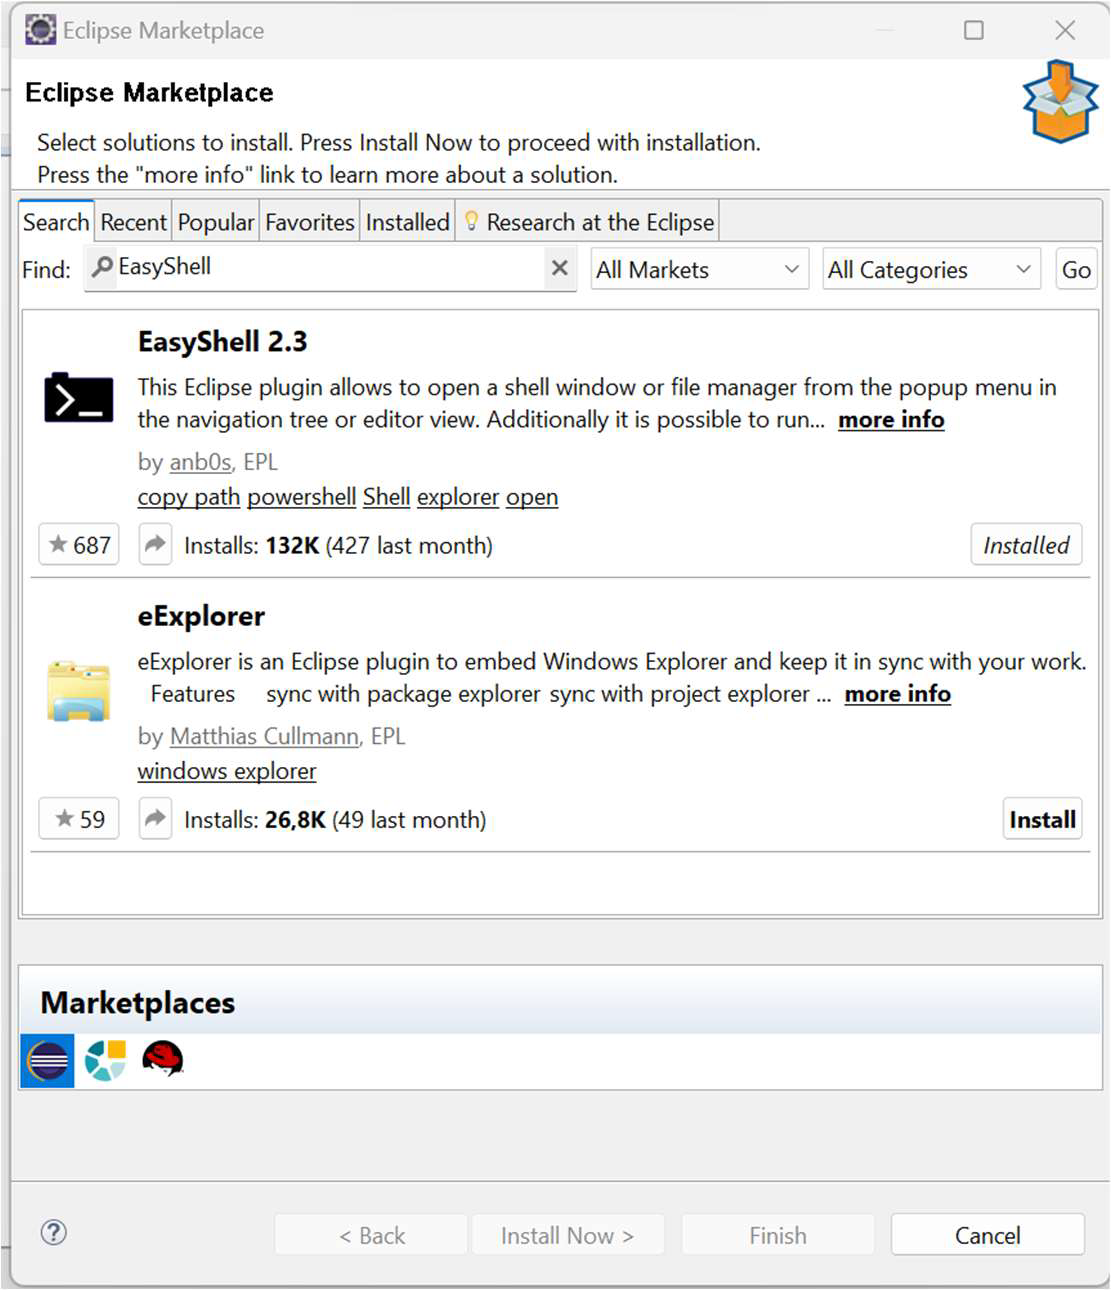 Eclipse Marketplace
Eclipse Marketplace
Select solutions to install. Press Install Now to proceed with installation.
Press the "more info" link to learn more about a solution.
Search Recent Popular Favorites Installed Research at the Eclipse
Find: EasyShell All Markets All Categories Go
EasyShell 2.3
This Eclipse plugin allows to open a shell window or file manager from the popup menu in
the navigation tree or editor view. Additionally it is possible to run... more info
by anb0s, EPL
copy path powershell Shell explorer open
687 Installs: 132K (427 last month) Installed
eExplorer
eExplorer is an Eclipse plugin to embed Windows Explorer and keep it in sync with your work.
Features sync with package explorer sync with project explorer ... more info
by Matthias Cullmann, EPL
windows explorer
59 Installs: 26,8K (49 last month) Install
Marketplaces
< Back Install Now > Finish Cancel